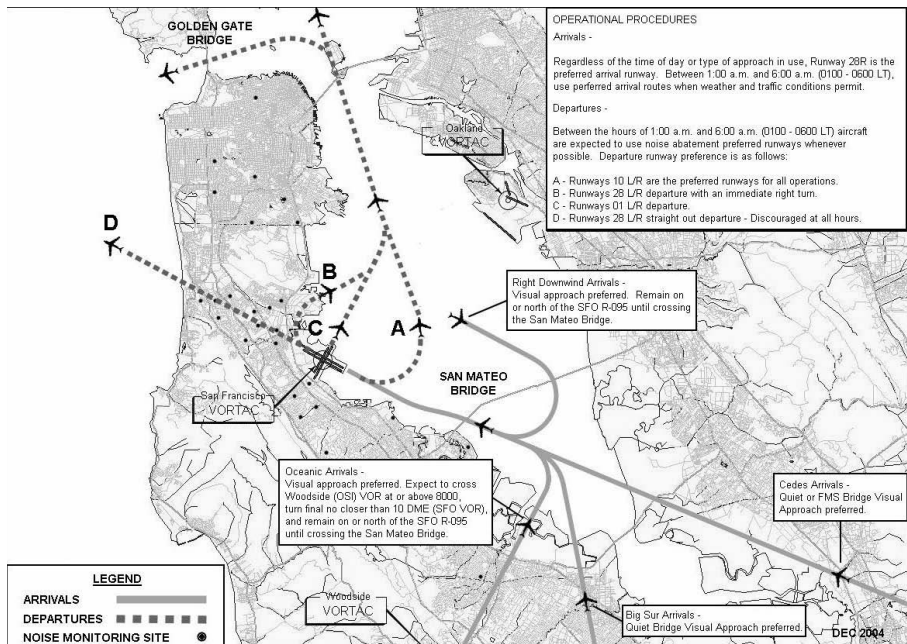 GOLDEN GATE
BRIDGE
OPERATIONAL PROCEDURES
Arrivals -
Regardless of the time of day or type of approach in use, Runway 28R is the
preferred arrival runway. Between 1:00 a.m. and 6:00 a.m. (0100 - 0600 LT),
use perferred arrival routes when weather and traffic conditions permit.
Departures -
Between the hours of 1:00 a.m. and 6:00 a.m. (0100 - 0600 LT) aircraft
are expected to use noise abatement preferred runways whenever
possible. Departure runway preference is as follows:
A - Runways 10 L/R are the preferred runways for all operations.
B - Runways 28 L/R departure with an immediate right turn.
C - Runways 01 L/R departure.
D - Runways 28 L/R straight out departure - Discouraged at all hours.
Oakland
VORTAC
D
B
C
A
Right Downwind Arrivals -
Visual approach preferred. Remain on
or north of the SFO R-095 until crossing
the San Mateo Bridge.
SAN MATEO
BRIDGE
San Francisco
VORTAC
Oceanic Arrivals -
Visual approach preferred. Expect to cross
Woodside (OSI) VOR at or above 8000,
turn final no closer than 10 DME (SFO VOR),
and remain on or north of the SFO R-095
until crossing the San Mateo Bridge.
Cedes Arrivals -
Quiet or FMS Bridge Visual
Approach preferred.
Woodside
VORTAC
Big Sur Arrivals -
Quiet Bridge Visual Approach preferred.
DEC 2004
LEGEND
ARRIVALS
DEPARTURES
NOISE MONITORING SITE